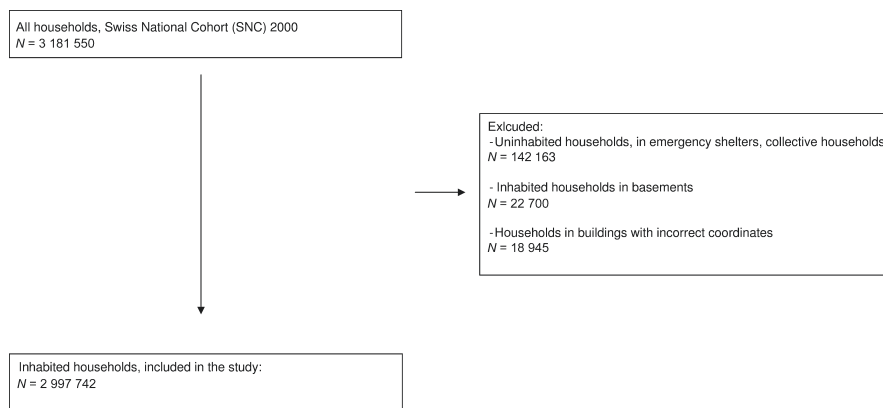 All households, Swiss National Cohort (SNC) 2000
N = 3 181 550
Exlcuded:
-Uninhabited households, in emergency shelters, collective households
N = 142 163
- Inhabited households in basements
N = 22 700
-Households in buildings with incorrect coordinates
N = 18 945
Inhabited households, included in the study:
N = 2 997 742